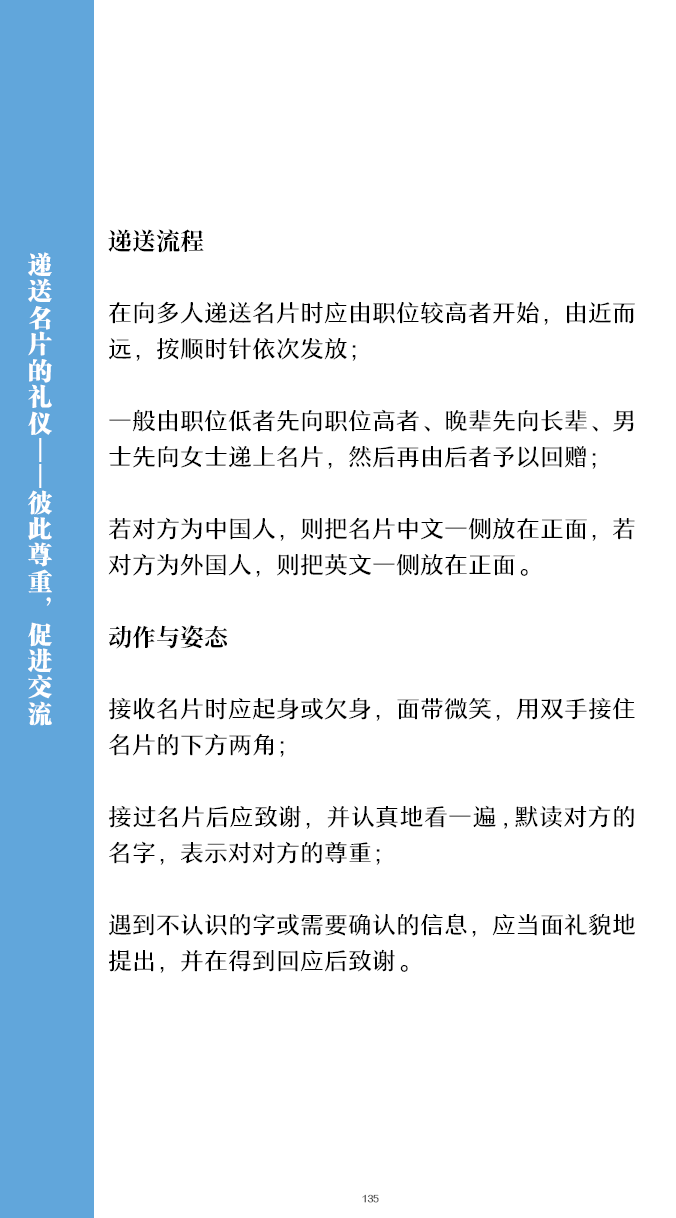 递送名片的礼仪——彼此尊重，促进交流
递送流程
在向多人递送名片时应由职位较高者开始，由近而
远，按顺时针依次发放；
一般由职位低者先向职位高者、晚辈先向长辈、男
士先向女士递上名片，然后再由后者予以回赠；
若对方为中国人，则把名片中文一侧放在正面，若
对方为外国人，则把英文一侧放在正面。
动作与姿态
接收名片时应起身或欠身，面带微笑，用双手接住
名片的下方两角；
接过名片后应致谢，并认真地看一遍,默读对方的
名字，表示对对方的尊重；
遇到不认识的字或需要确认的信息，应当面礼貌地
提出，并在得到回应后致谢。
135